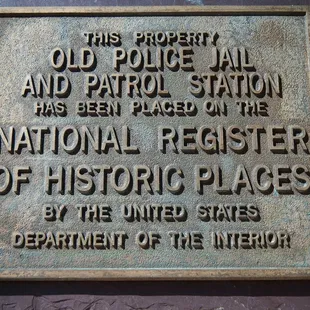 THIS PROPERTY
OLD POLICE JAIL
AND PATROL STATION
HAS BEEN PLACED ON THE
NATIONAL REGISTER
OF HISTORIC PLACES
BY THE UNITED STATES
DEPARTMENT OF THE INTERIOR